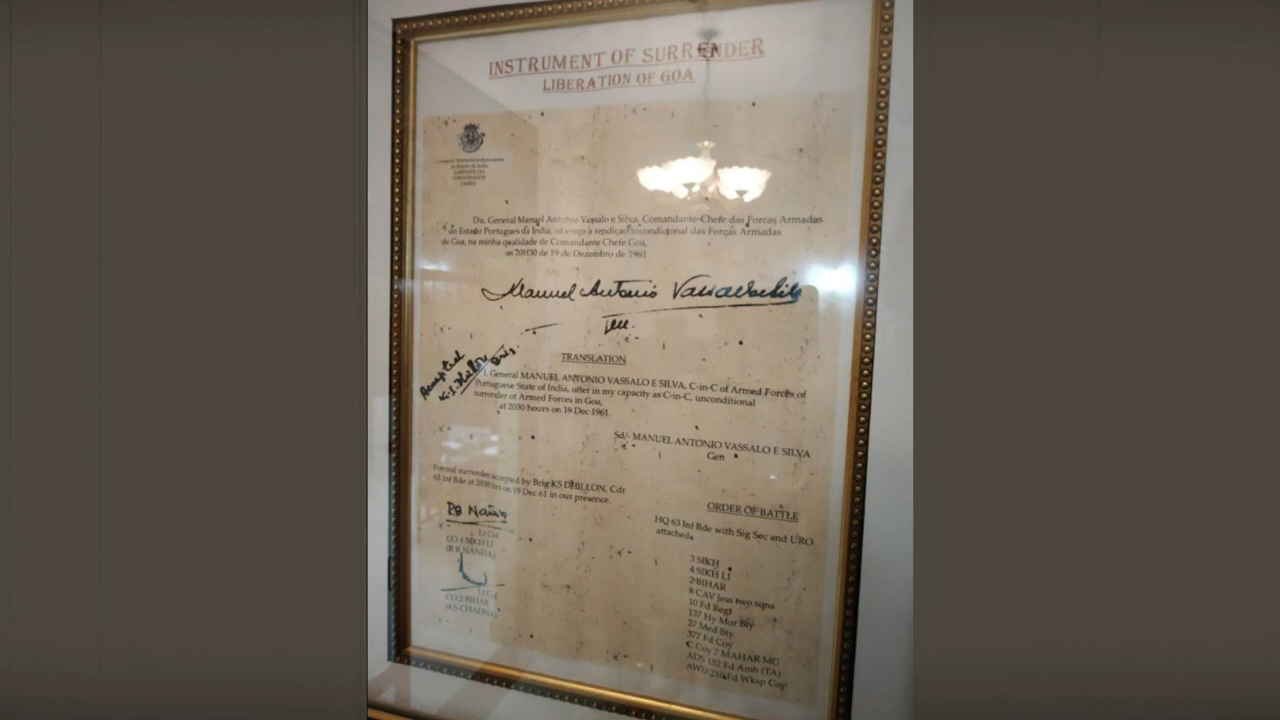 INSTRUMENT OF SURRENDER
LIBERATION OF GOA
Du, General Manuel Antonio Vassalo e Silva, Comandante-Chefe das Forcas Armadas
do Estado Portugues da India, ofereço a repdição incondicional das Forças Armadas
de Goa, na minha qualidade de Comandante Chefe Goa,
as 20H30 de 19 de Dezembro de 1961
Manuel Antonio Vassalo e Silva
Accepted
K.S. Dhillon Brig.
TRANSLATION
I, General MANUEL ANTONIO VASSALO E SILVA, C-in-C of Armed Forces of
Portuguese State of India, offer in my capacity as C-in-C, unconditional
surrender of Armed Forces in Goa,
at 2030 hours on 19 Dec 1961
Sd/- MANUEL ANTONIO VASSALO E SILVA
Gen
Formal surrender accepted by Brig KS DHILLON, Cdr
63 Inf Bde at 2030 hrs on 19 Dec 61 in our presence.
RB Nanda
Lt Col
CO 4 SIKH LI
(R B NANDA)
Lt Col
CO 2 BIHAR
(KS CHADHA)
ORDER OF BATTLE
HQ 63 Inf Bde with Sig Sec and URO
attached
3 SIKH
4 SIKH LI
2 BIHAR
8 CAV less two sqns
10 Fd Regt
137 Hy Mor Bty
27 Med Bty
377 Fd Coy
C Coy 7 MAHAR MG
ADS 152 Fd Amb (TA)
AWD 210 Fd Wksp Coy